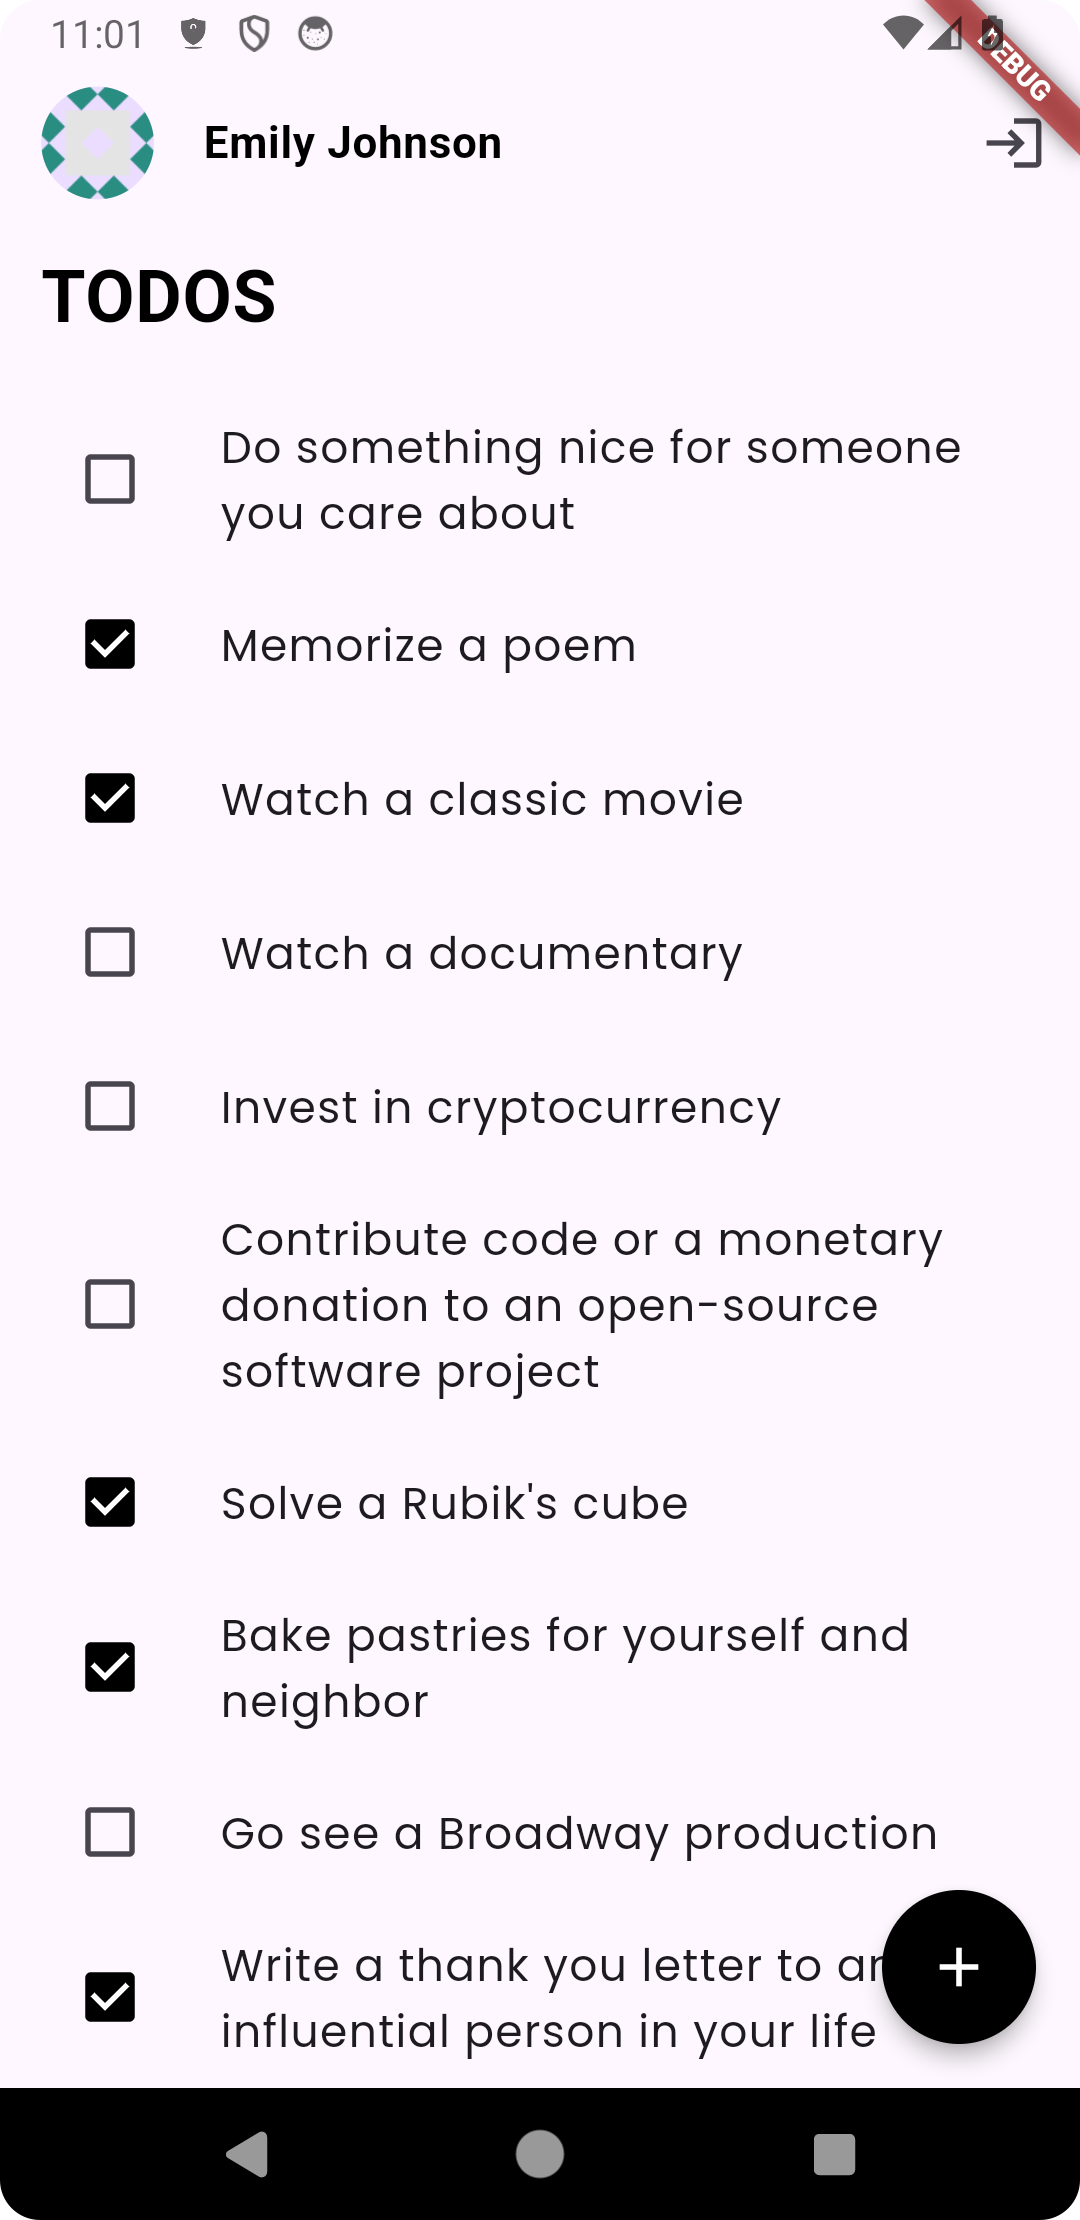 11:01
DEBUG
Emily Johnson
TODOS
Do something nice for someone
you care about
Memorize a poem
Watch a classic movie
Watch a documentary
Invest in cryptocurrency
Contribute code or a monetary
donation to an open-source
software project
Solve a Rubik's cube
Bake pastries for yourself and
neighbor
Go see a Broadway production
Write a thank you letter to an
influential person in your life